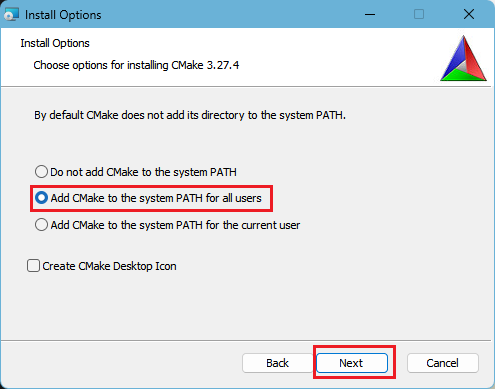 Install Options
Install Options
Choose options for installing CMake 3.27.4
By default CMake does not add its directory to the system PATH.
Do not add CMake to the system PATH
Add CMake to the system PATH for all users
Add CMake to the system PATH for the current user
Create CMake Desktop Icon
Back Next Cancel